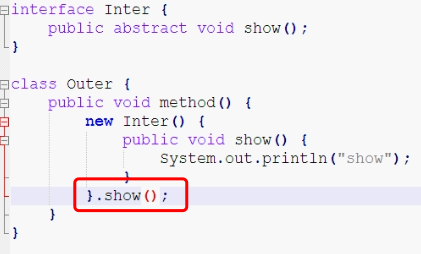 interface Inter {
    public abstract void show();
}

class Outer {
    public void method() {
        new Inter() {
            public void show() {
                System.out.println("show");
            }
        }.show();
    }
}